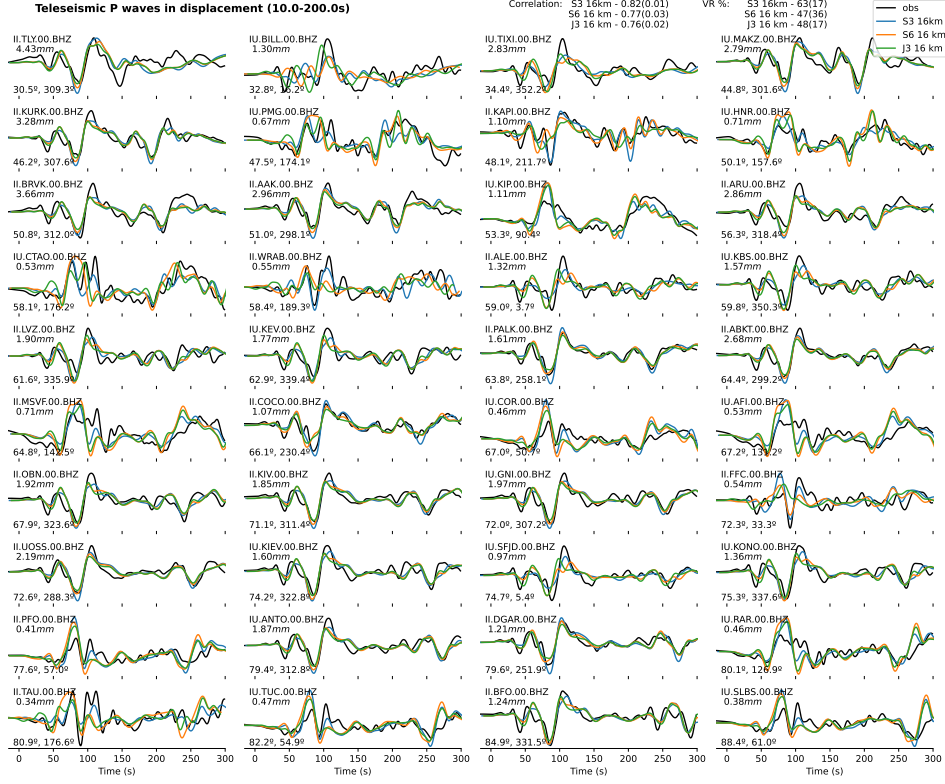 Teleseismic P waves in displacement (10.0-200.0s)
Correlation: S3 16km - 0.82(0.01) VR %: S3 16km - 63(17)
S6 16 km - 0.77(0.03) S6 16 km - 47(36)
J3 16 km - 0.76(0.02) J3 16 km - 48(17)
obs
S3 16 km
S6 16 km
J3 16 km
II.TLY.00.BHZ IU.BILL.00.BHZ IU.TIXI.00.BHZ IU.MAKZ.00.BHZ
4.43mm 1.30mm 2.83mm 2.79mm
30.5º, 309.3º 32.8º, 16.2º 34.4º, 352.2º 44.8º, 301.6º
II.KURK.00.BHZ IU.PMG.00.BHZ II.KAPI.00.BHZ IU.HNR.00.BHZ
3.28mm 0.67mm 1.10mm 0.71mm
46.2º, 307.6º 47.5º, 174.1º 48.1º, 211.7º 50.1º, 157.6º
II.BRVK.00.BHZ II.AAK.00.BHZ IU.KIP.00.BHZ II.ARU.00.BHZ
3.66mm 2.96mm 1.11mm 2.86mm
50.8º, 312.0º 51.0º, 298.1º 53.3º, 90.4º 56.3º, 318.4º
IU.CTAO.00.BHZ II.WRAB.00.BHZ II.ALE.00.BHZ IU.KBS.00.BHZ
0.53mm 0.55mm 1.32mm 1.57mm
58.1º, 176.2º 58.4º, 189.3º 59.0º, 3.7º 59.8º, 350.3º
II.LVZ.00.BHZ IU.KEV.00.BHZ II.PALK.00.BHZ II.ABKT.00.BHZ
1.90mm 1.77mm 1.61mm 2.68mm
61.6º, 335.9º 62.9º, 339.4º 63.8º, 258.1º 64.4º, 299.2º
II.MSVF.00.BHZ II.COCO.00.BHZ IU.COR.00.BHZ IU.AFI.00.BHZ
0.71mm 1.07mm 0.46mm 0.53mm
64.8º, 142.5º 66.1º, 230.4º 67.0º, 50.7º 67.2º, 131.2º
II.OBN.00.BHZ II.KIV.00.BHZ IU.GNI.00.BHZ II.FFC.00.BHZ
1.92mm 1.85mm 1.97mm 0.54mm
67.9º, 323.6º 71.1º, 311.4º 72.0º, 307.2º 72.3º, 33.3º
II.UOSS.00.BHZ IU.KIEV.00.BHZ IU.SFJD.00.BHZ IU.KONO.00.BHZ
2.19mm 1.60mm 0.97mm 1.36mm
72.6º, 288.3º 74.2º, 322.8º 74.7º, 5.4º 75.3º, 337.6º
II.PFO.00.BHZ IU.ANTO.00.BHZ II.DGAR.00.BHZ IU.RAR.00.BHZ
0.41mm 1.87mm 1.21mm 0.46mm
77.6º, 57.0º 79.4º, 312.8º 79.6º, 251.9º 80.1º, 126.9º
II.TAU.00.BHZ IU.TUC.00.BHZ II.BFO.00.BHZ IU.SLBS.00.BHZ
0.34mm 0.47mm 1.24mm 0.38mm
80.9º, 176.6º 82.2º, 54.9º 84.9º, 331.5º 88.4º, 61.0º
0 50 100 150 200 250 300 0 50 100 150 200 250 300 0 50 100 150 200 250 300 0 50 100 150 200 250 300
Time (s) Time (s) Time (s) Time (s)